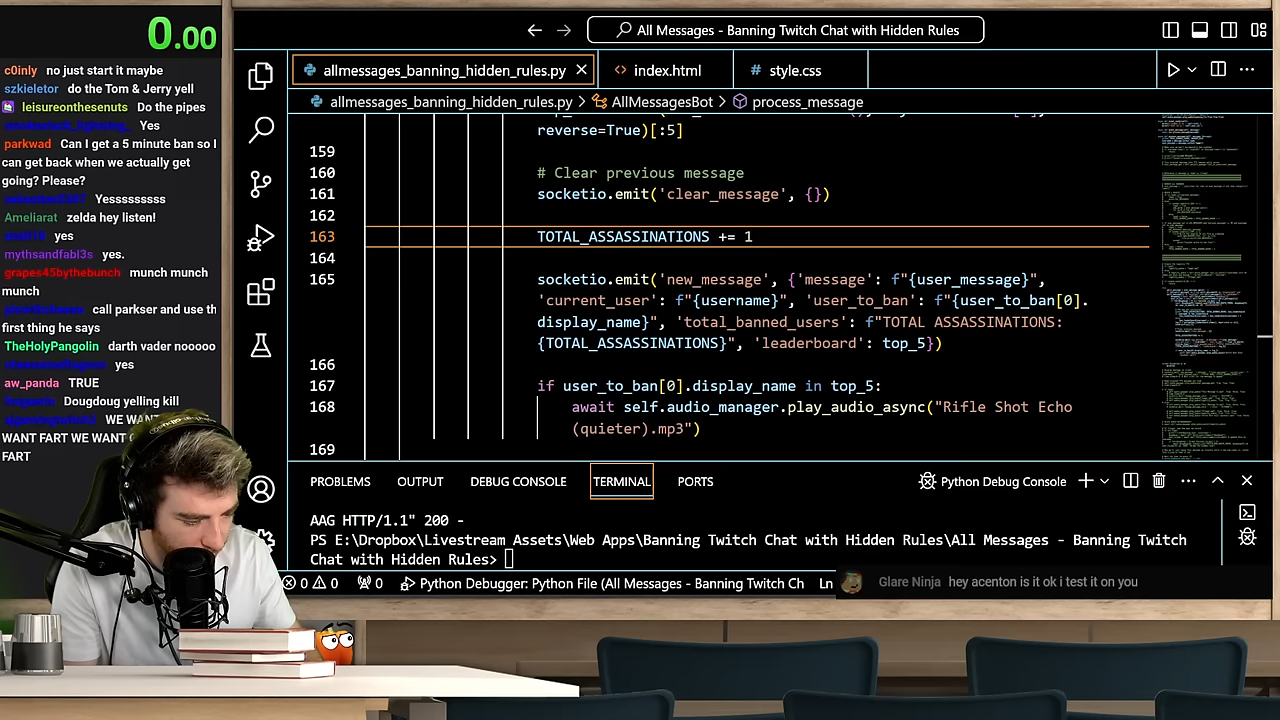 0.00
c0inly no just start it maybe
szkieletor do the Tom & Jerry yell
leisureonthesenuts Do the pipes
Yes
parkwad Can I get a 5 minute ban so I
can get back when we actually get
going? Please?
Yesssssssss
Ameliarat zelda hey listen!
yes
mythsandfabl3s yes.
grapes45bythebunch munch munch
munch
call parkser and use th
first thing he says
TheHolyPangolin darth vader nooooo
yes
aw_panda TRUE
Dougdoug yelling kill
WE WANT
WANT FART WE WANT
FART
All Messages - Banning Twitch Chat with Hidden Rules
allmessages_banning_hidden_rules.py
index.html
style.css
allmessages_banning_hidden_rules.py > AllMessagesBot > process_message
reverse=True)[:5]
159
160 # Clear previous message
161 socketio.emit('clear_message', {})
162
163 TOTAL_ASSASSINATIONS += 1
164
165 socketio.emit('new_message', {'message': f"{user_message}",
'current_user': f"{username}", 'user_to_ban': f"{user_to_ban[0].
display_name}", 'total_banned_users': f"TOTAL ASSASSINATIONS:
{TOTAL_ASSASSINATIONS}", 'leaderboard': top_5})
166
167 if user_to_ban[0].display_name in top_5:
168 await self.audio_manager.play_audio_async("Rifle Shot Echo
(quieter).mp3")
169
PROBLEMS OUTPUT DEBUG CONSOLE TERMINAL PORTS
Python Debug Console
AAG HTTP/1.1" 200 -
PS E:\Dropbox\Livestream Assets\Web Apps\Banning Twitch Chat with Hidden Rules\All Messages - Banning Twitch
Chat with Hidden Rules>
0 0 0 Python Debugger: Python File (All Messages - Banning Twitch Ch Ln
Glare Ninja hey acenton is it ok i test it on you